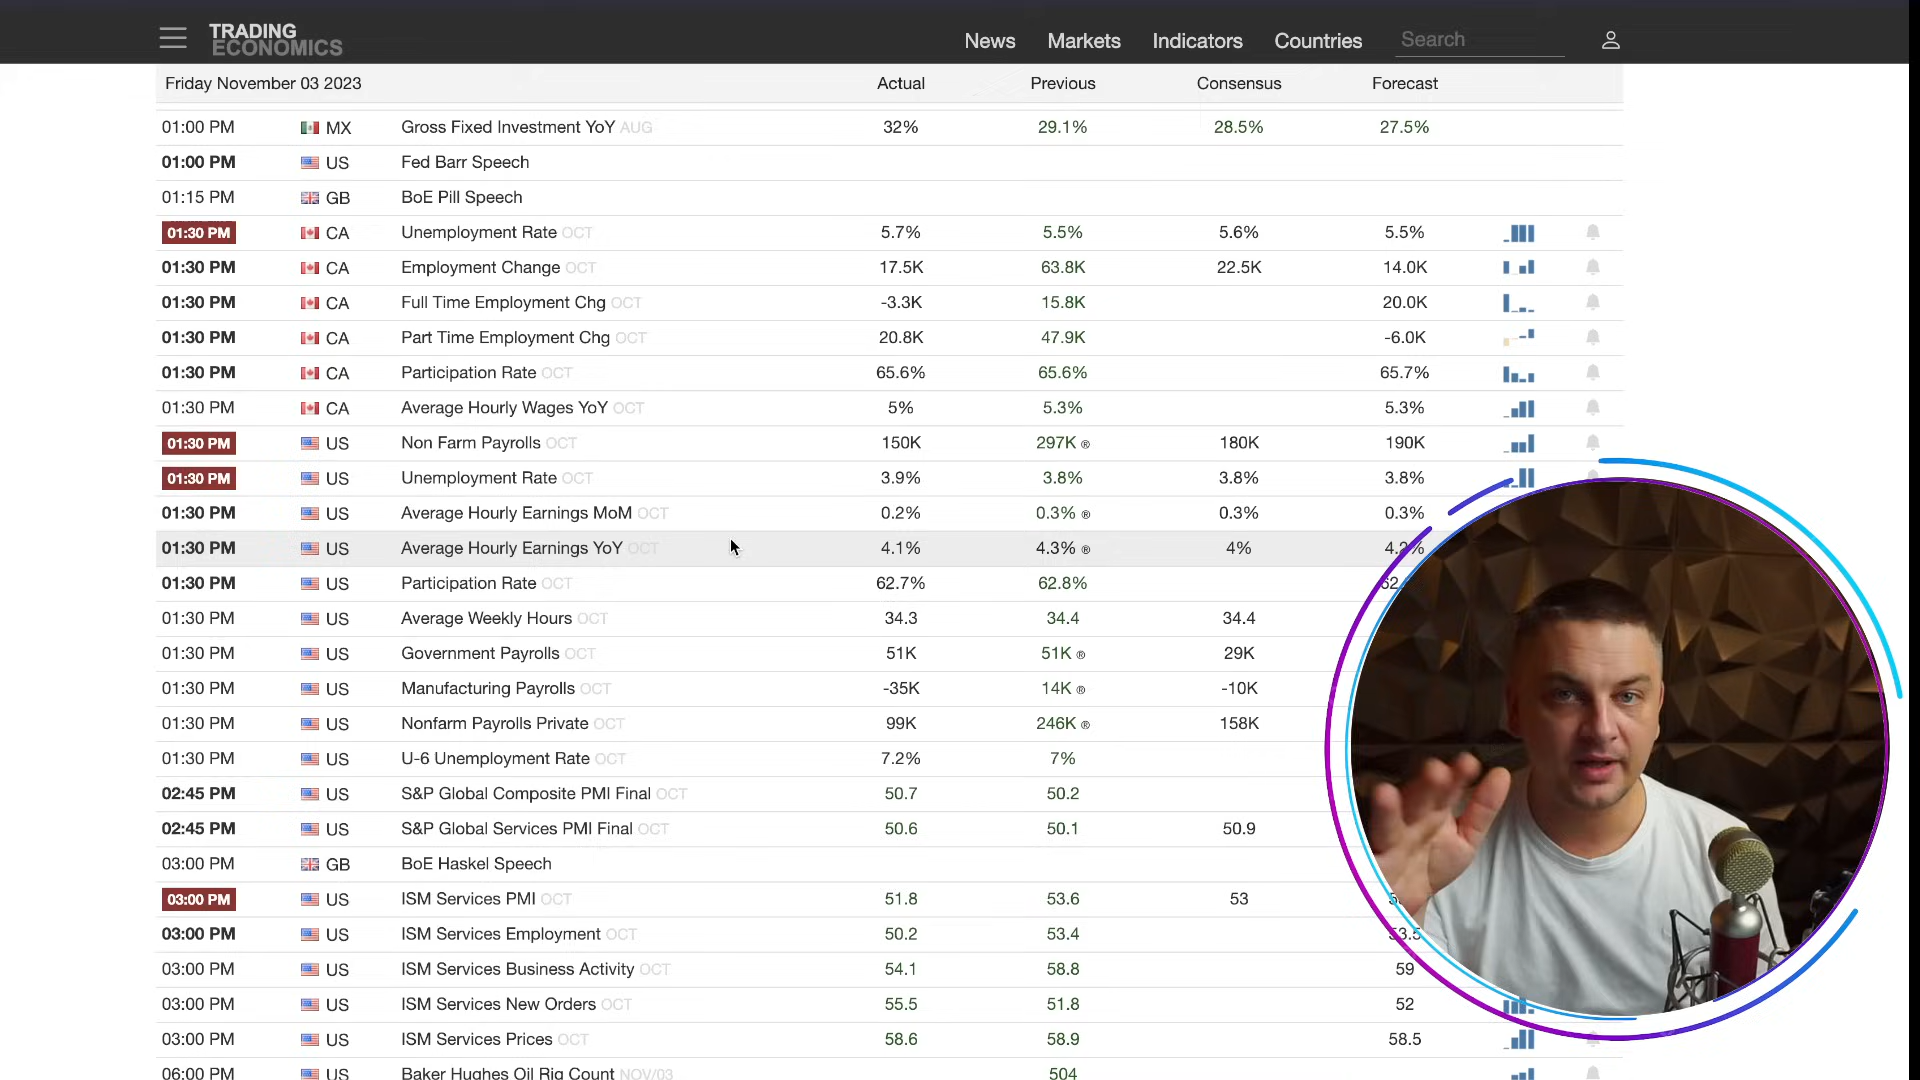 TRADING
ECONOMICS
News Markets Indicators Countries Search
Friday November 03 2023 Actual Previous Consensus Forecast
01:00 PM MX Gross Fixed Investment YoY AUG 32% 29.1% 28.5% 27.5%
01:00 PM US Fed Barr Speech
01:15 PM GB BoE Pill Speech
01:30 PM CA Unemployment Rate OCT 5.7% 5.5% 5.6% 5.5%
01:30 PM CA Employment Change OCT 17.5K 63.8K 22.5K 14.0K
01:30 PM CA Full Time Employment Chg OCT -3.3K 15.8K 20.0K
01:30 PM CA Part Time Employment Chg OCT 20.8K 47.9K -6.0K
01:30 PM CA Participation Rate OCT 65.6% 65.6% 65.7%
01:30 PM CA Average Hourly Wages YoY OCT 5% 5.3% 5.3%
01:30 PM US Non Farm Payrolls OCT 150K 297K ® 180K 190K
01:30 PM US Unemployment Rate OCT 3.9% 3.8% 3.8% 3.8%
01:30 PM US Average Hourly Earnings MoM OCT 0.2% 0.3% ® 0.3% 0.3%
01:30 PM US Average Hourly Earnings YoY OCT 4.1% 4.3% ® 4%
01:30 PM US Participation Rate OCT 62.7% 62.8%
01:30 PM US Average Weekly Hours OCT 34.3 34.4 34.4
01:30 PM US Government Payrolls OCT 51K 51K ® 29K
01:30 PM US Manufacturing Payrolls OCT -35K 14K ® -10K
01:30 PM US Nonfarm Payrolls Private OCT 99K 246K ® 158K
01:30 PM US U-6 Unemployment Rate OCT 7.2% 7%
02:45 PM US S&P Global Composite PMI Final OCT 50.7 50.2
02:45 PM US S&P Global Services PMI Final OCT 50.6 50.1 50.9
03:00 PM GB BoE Haskel Speech
03:00 PM US ISM Services PMI OCT 51.8 53.6 53
03:00 PM US ISM Services Employment OCT 50.2 53.4 53.5
03:00 PM US ISM Services Business Activity OCT 54.1 58.8 59
03:00 PM US ISM Services New Orders OCT 55.5 51.8 52
03:00 PM US ISM Services Prices OCT 58.6 58.9 58.5
06:00 PM US Baker Hughes Oil Rig Count NOV/03 504